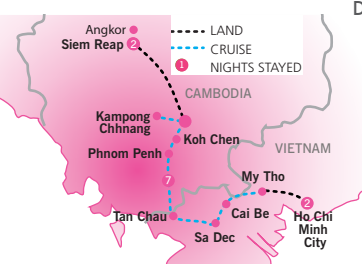 D
Angkor
Siem Reap 2
LAND
CRUISE
1 NIGHTS STAYED
CAMBODIA
Kampong
Chhnang
Koh Chen
Phnom Penh
VIETNAM
7
My Tho
2
Tan Chau
Cai Be
Ho Chi
Minh
City
Sa Dec